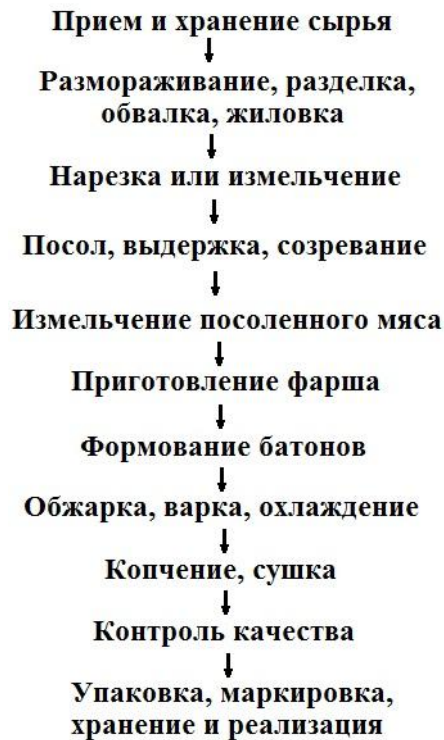 Прием и хранение сырья
Размораживание, разделка,
обвалка, жиловка
Нарезка или измельчение
Посол, выдержка, созревание
Измельчение посоленного мяса
Приготовление фарша
Формование батонов
Обжарка, варка, охлаждение
Копчение, сушка
Контроль качества
Упаковка, маркировка,
хранение и реализация